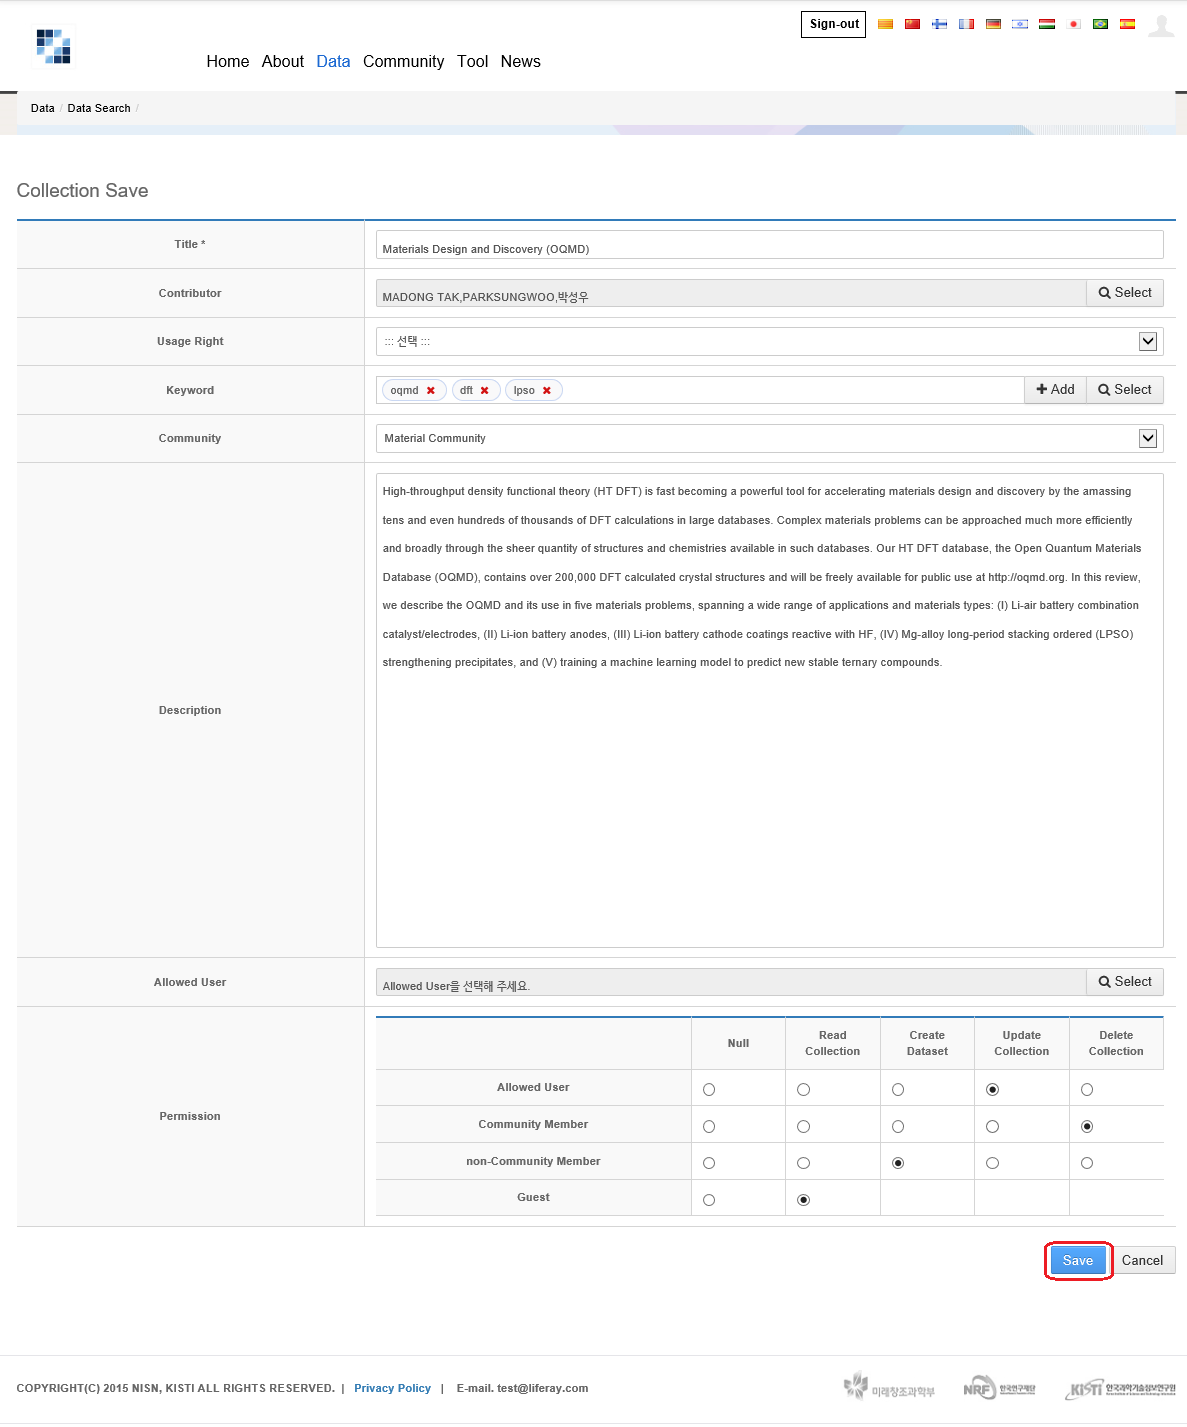 Sign-out
Home About Data Community Tool News
Data / Data Search /
Collection Save
Title *
Materials Design and Discovery (OQMD)
Contributor
MADONG TAK,PARKSUNGWOO,박성우
Select
Usage Right
::: 선택 :::
Keyword
oqmd dft lpso
Add Select
Community
Material Community
Description
High-throughput density functional theory (HT DFT) is fast becoming a powerful tool for accelerating materials design and discovery by the amassing
tens and even hundreds of thousands of DFT calculations in large databases. Complex materials problems can be approached much more efficiently
and broadly through the sheer quantity of structures and chemistries available in such databases. Our HT DFT database, the Open Quantum Materials
Database (OQMD), contains over 200,000 DFT calculated crystal structures and will be freely available for public use at http://oqmd.org. In this review,
we describe the OQMD and its use in five materials problems, spanning a wide range of applications and materials types: (I) Li-air battery combination
catalyst/electrodes, (II) Li-ion battery anodes, (III) Li-ion battery cathode coatings reactive with HF, (IV) Mg-alloy long-period stacking ordered (LPSO)
strengthening precipitates, and (V) training a machine learning model to predict new stable ternary compounds.
Allowed User
Allowed User을 선택해 주세요.
Select
Permission
Null
Read
Collection
Create
Dataset
Update
Collection
Delete
Collection
Allowed User
Community Member
non-Community Member
Guest
Save Cancel
COPYRIGHT(C) 2015 NISN, KISTI ALL RIGHTS RESERVED. | Privacy Policy | E-mail. test@liferay.com
미래창조과학부
NRF 한국연구재단
KISTI 한국과학기술정보연구원